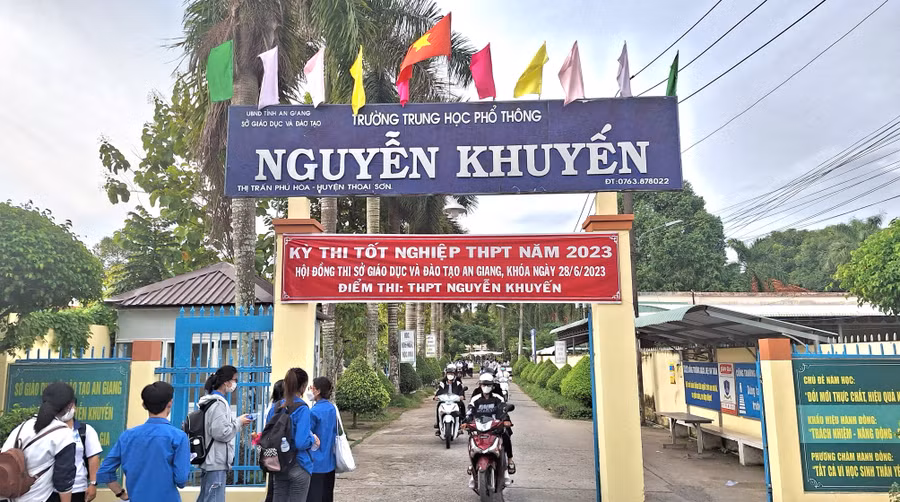 UBND TỈNH AN GIANG
SỞ GIÁO DỤC VÀ ĐÀO TẠO
TRƯỜNG TRUNG HỌC PHỔ THÔNG
NGUYỄN KHUYẾN
THỊ TRẤN PHÚ HÒA - HUYỆN THOẠI SƠN
ĐT: 0763.878022
KỲ THI TỐT NGHIỆP THPT NĂM 2023
HỘI ĐỒNG THI SỞ GIÁO DỤC VÀ ĐÀO TẠO AN GIANG, KHÓA NGÀY 28/6/2023
ĐIỂM THI: THPT NGUYỄN KHUYẾN
SỞ GIÁO DỤC VÀ ĐÀO TẠO AN GIANG
KHUYẾN
GIA
CHỦ ĐỀ NĂM HỌC:
"ĐỔI MỚI THỰC CHẤT, HIỆU QUẢ
KHẨU HIỆU HÀNH ĐỘNG:
"TRÁCH NHIỆM - NĂNG ĐỘNG
PHƯƠNG CHÂM HÀNH ĐỘNG:
"TẤT CẢ VÌ HỌC SINH THÂN